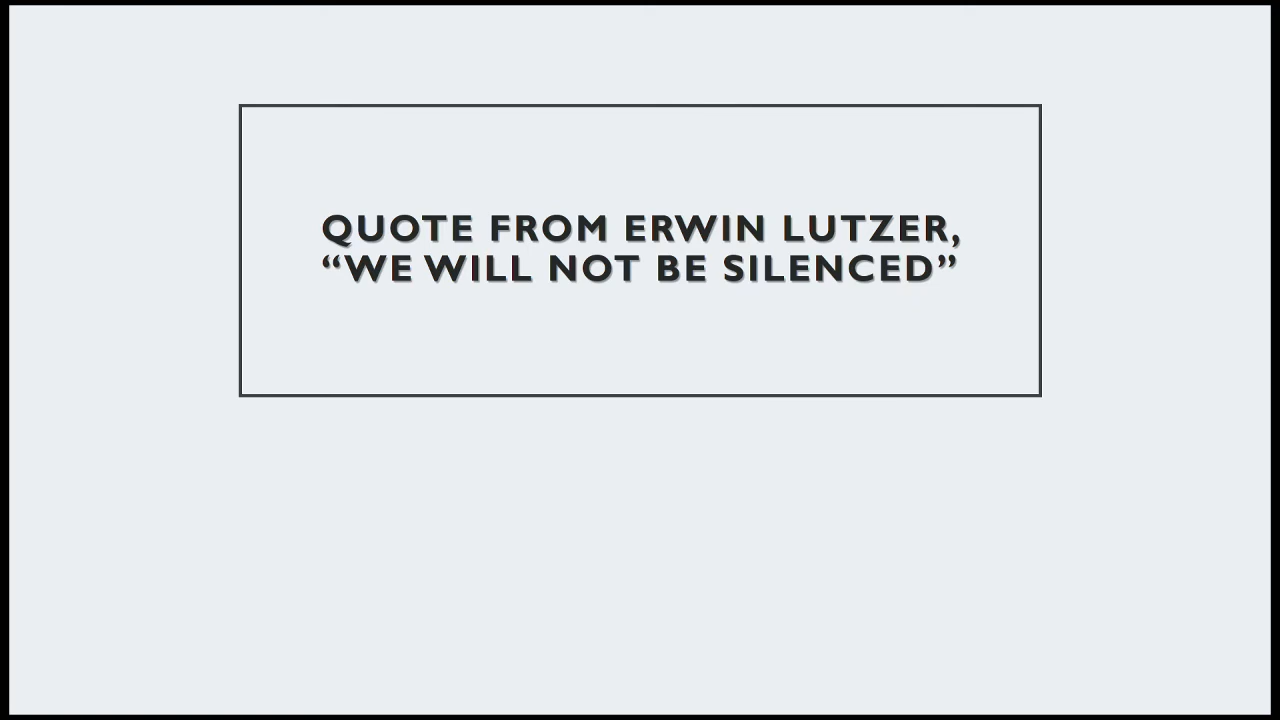 QUOTE FROM ERWIN LUTZER,
“WE WILL NOT BE SILENCED”